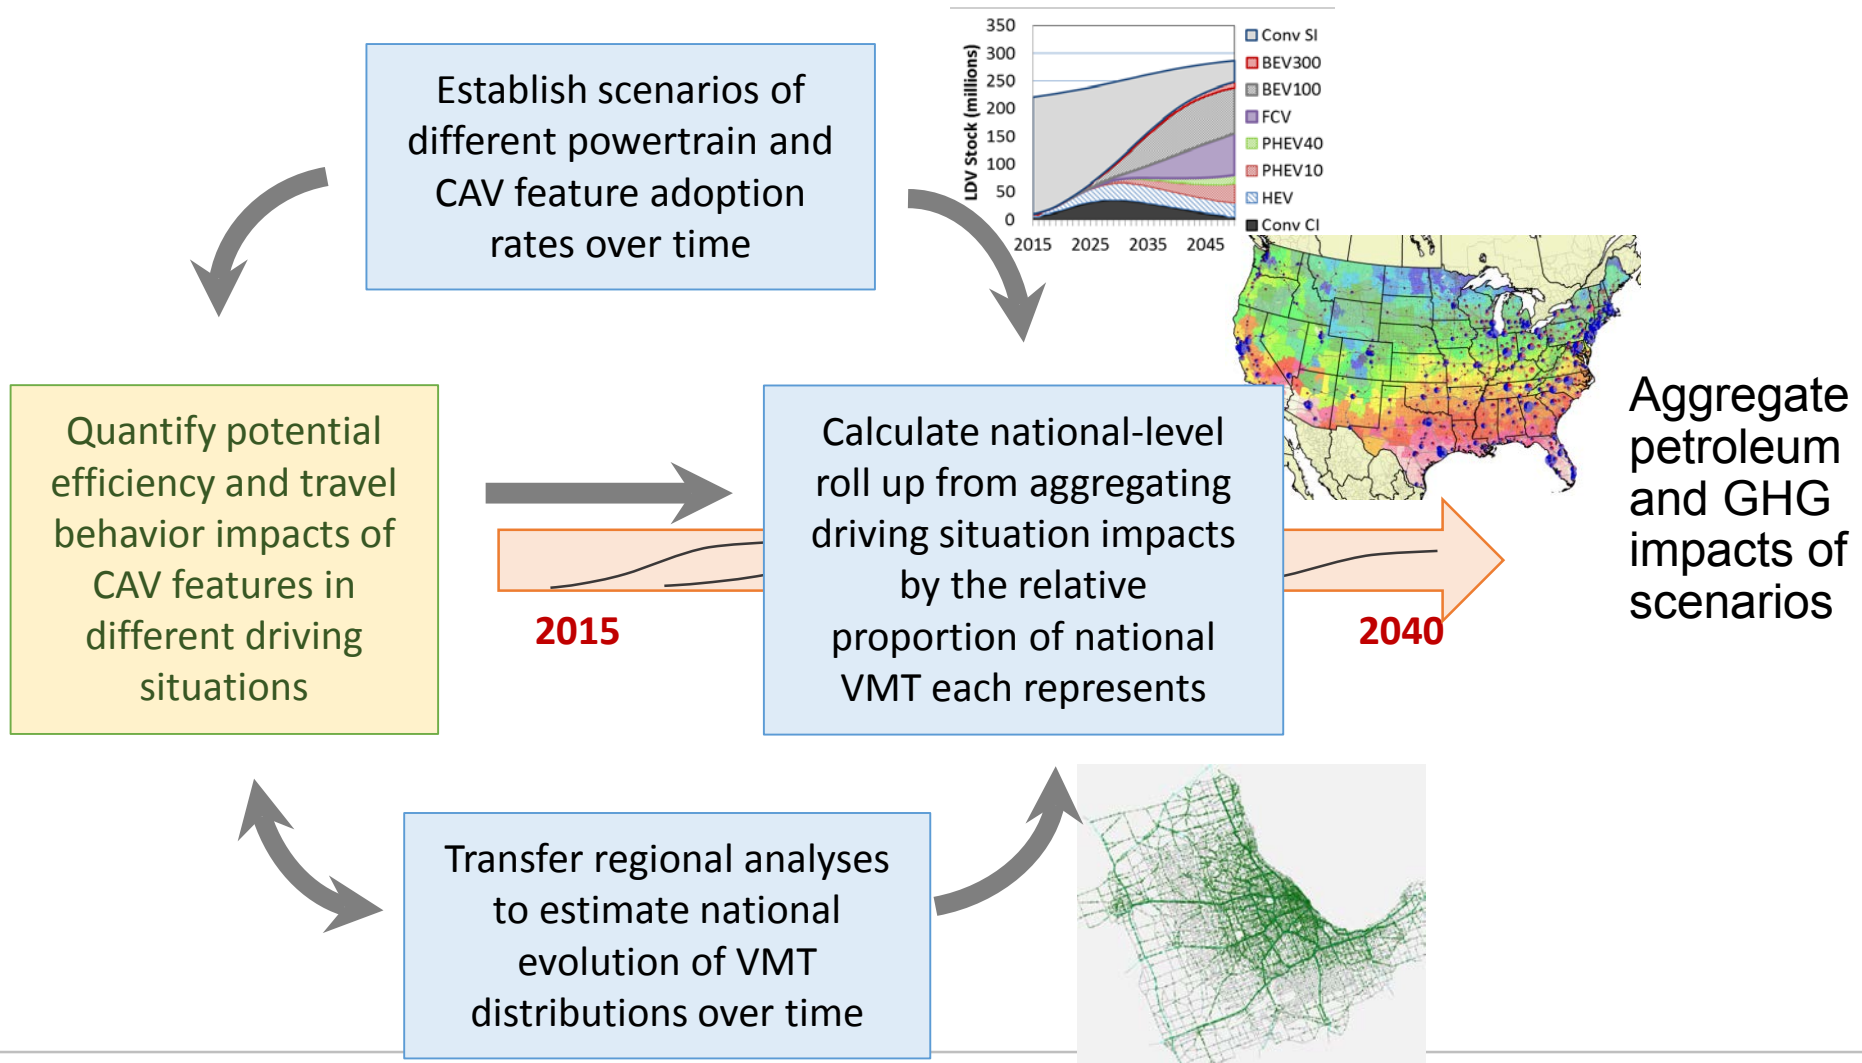 Establish scenarios of
different powertrain and
CAV feature adoption
rates over time
LDV Stock (millions)
350
300
250
200
150
100
50
0
2015
2025
2035
2045
Conv SI
BEV300
BEV100
FCV
PHEV40
PHEV10
HEV
Conv CI
Quantify potential
efficiency and travel
behavior impacts of
CAV features in
different driving
situations
2015
Calculate national-level
roll up from aggregating
driving situation impacts
by the relative
proportion of national
VMT each represents
2040
Aggregate
petroleum
and GHG
impacts of
scenarios
Transfer regional analyses
to estimate national
evolution of VMT
distributions over time